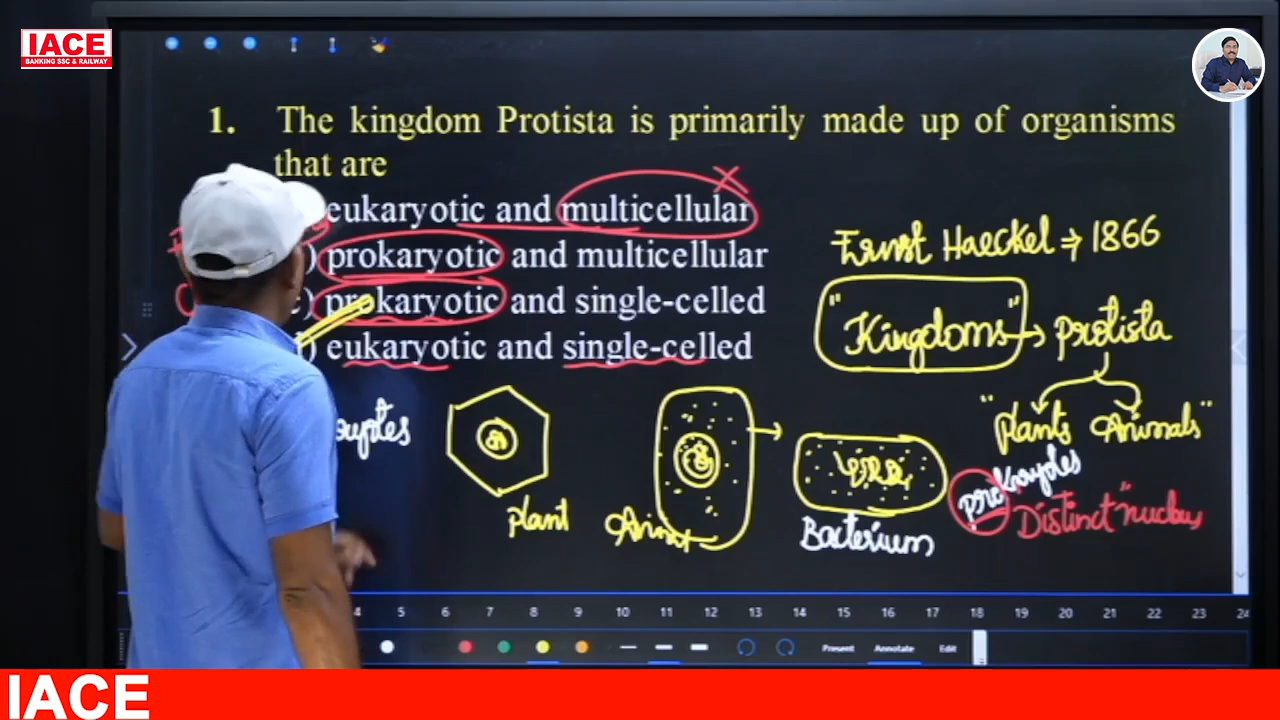 IACE
BANKING SSC & RAILWAY
1. The kingdom Protista is primarily made up of organisms
that are
eukaryotic and multicellular
) prokaryotic and multicellular
c) prokaryotic and single-celled
d) eukaryotic and single-celled
Ernst Haeckel ⇒ 1866
"Kingdoms" → Protista
"Plants Animals"
Plant
Animal
Bacterium
Prokaryotes
Distinct "nucleus
4 5 6 7 8 9 10 11 12 13 14 15 16 17 18 19 20 21 22 23 24
Present Annotate Edit
IACE